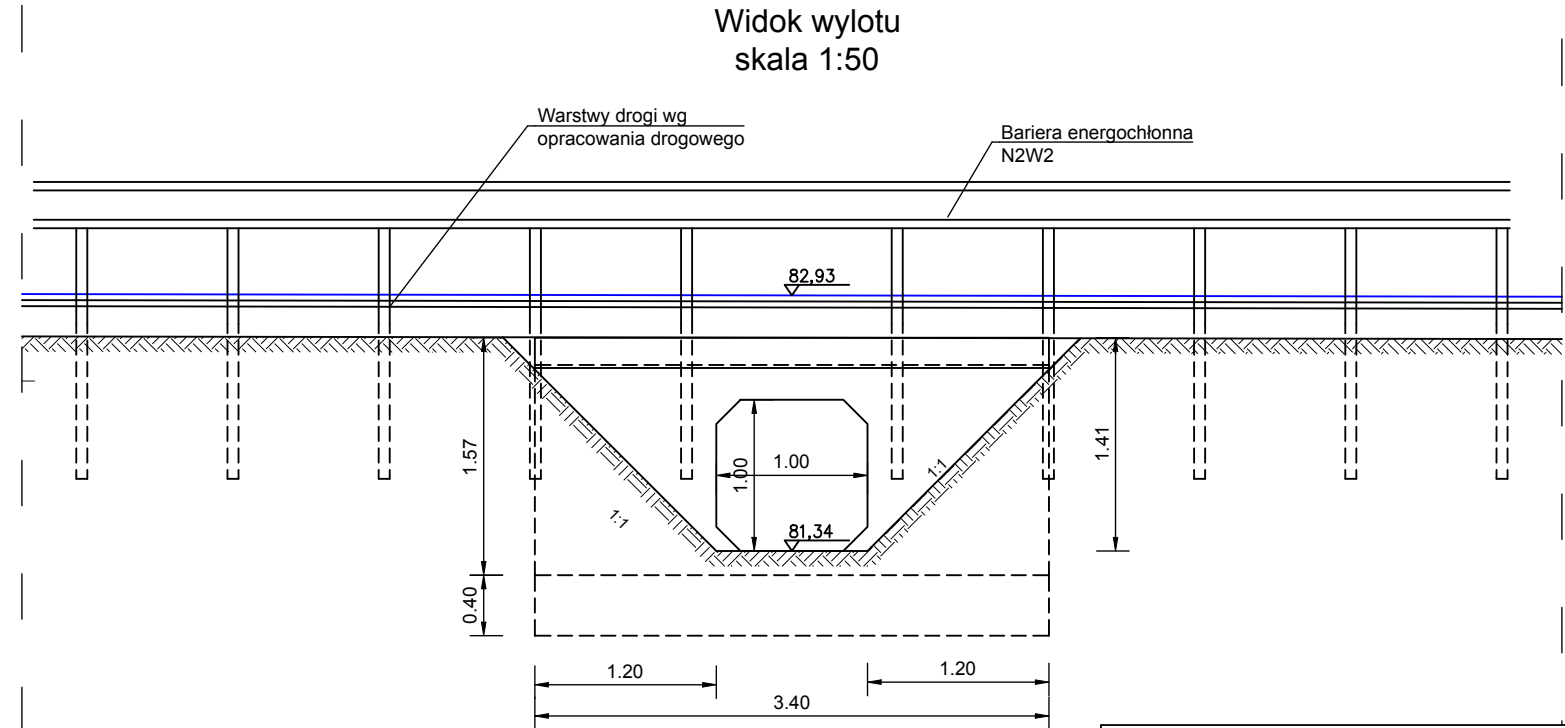 Widok wylotu
skala 1:50
Warstwy drogi wg
opracowania drogowego
Bariera energochłonna
N2W2
82,93
1.57
1.00
1.00
1:1
1.41
1:1
81,34
0.40
1.20
1.20
3.40